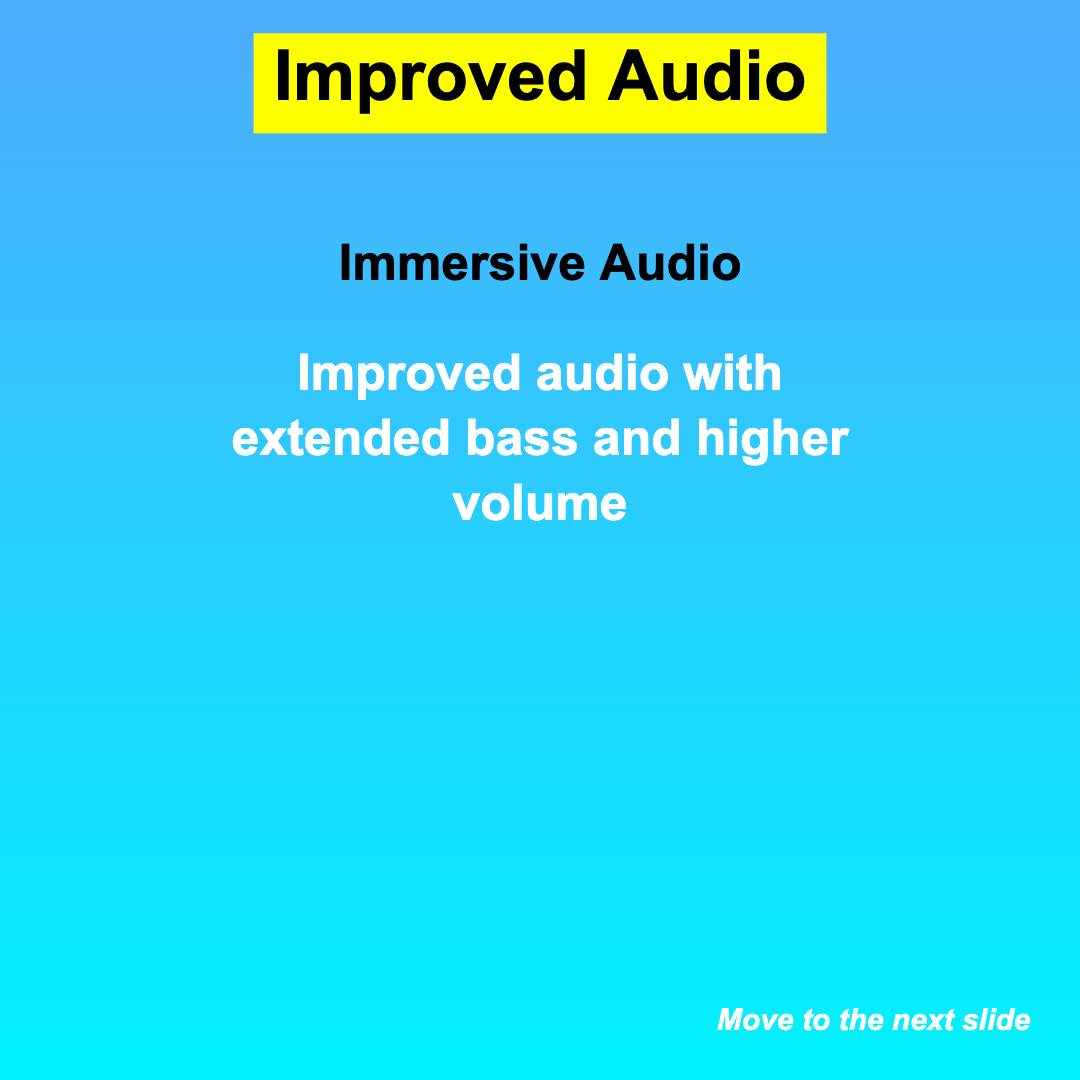 Improved Audio
Immersive Audio
Improved audio with
extended bass and higher
volume
Move to the next slide